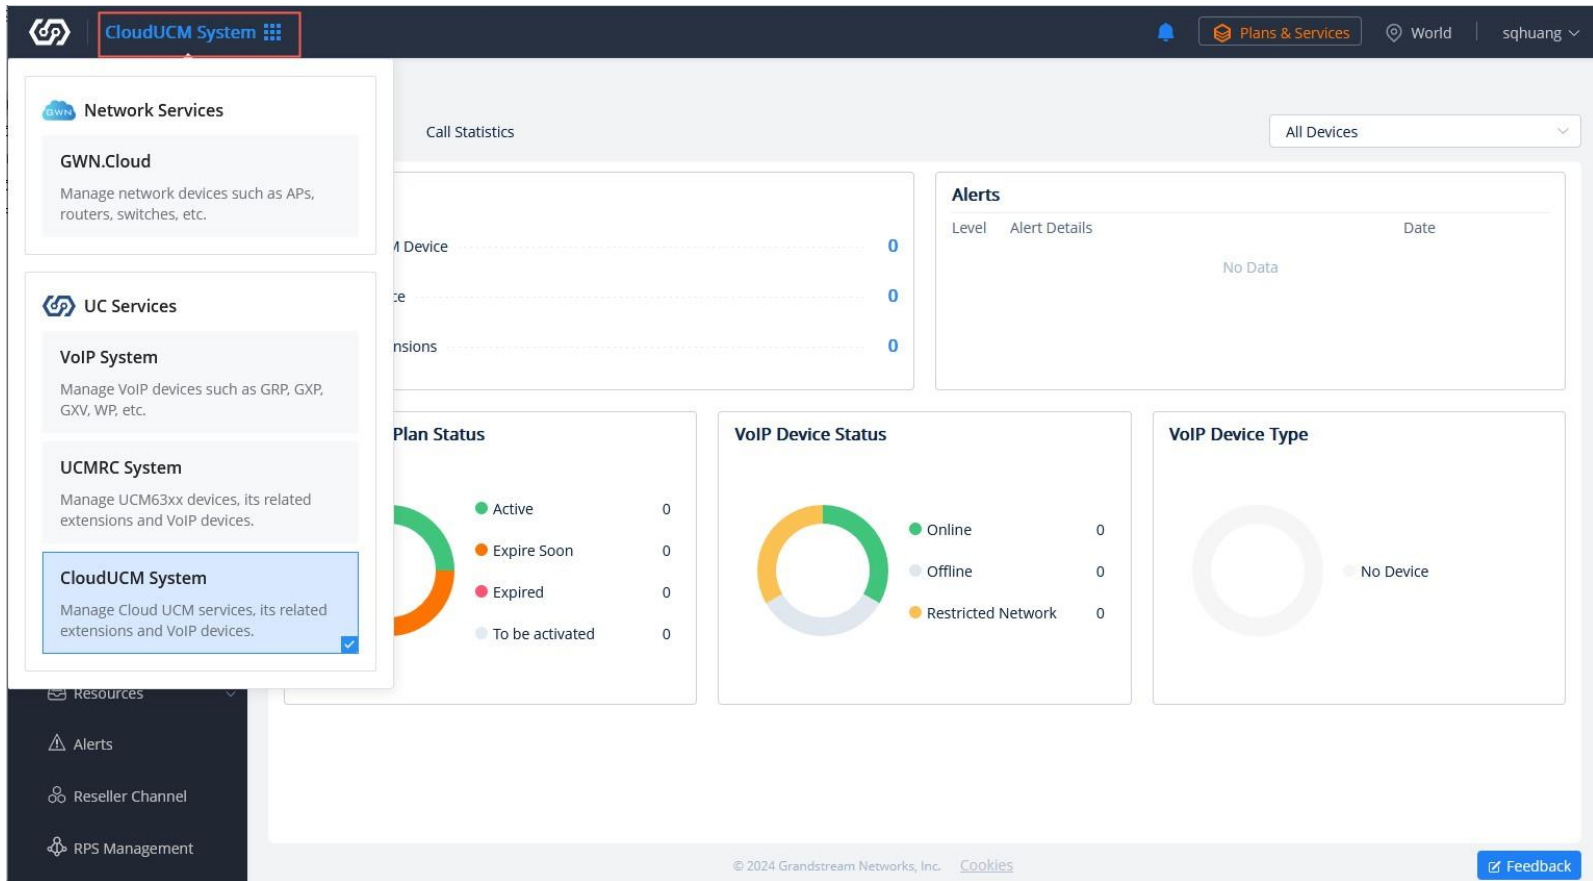 CloudUCM System
Plans & Services
World
sqhuang
GWN
Network Services
GWN.Cloud
Manage network devices such as APs,
routers, switches, etc.
UC Services
VoIP System
Manage VoIP devices such as GRP, GXP,
GXV, WP, etc.
UCMRC System
Manage UCM63xx devices, its related
extensions and VoIP devices.
CloudUCM System
Manage Cloud UCM services, its related
extensions and VoIP devices.
Resources
Alerts
Reseller Channel
RPS Management
Call Statistics
All Devices
Device 0
0
0
Alerts
Level Alert Details Date
No Data
Plan Status
Active 0
Expire Soon 0
Expired 0
To be activated 0
VoIP Device Status
Online 0
Offline 0
Restricted Network 0
VoIP Device Type
No Device
© 2024 Grandstream Networks, Inc. Cookies
Feedback